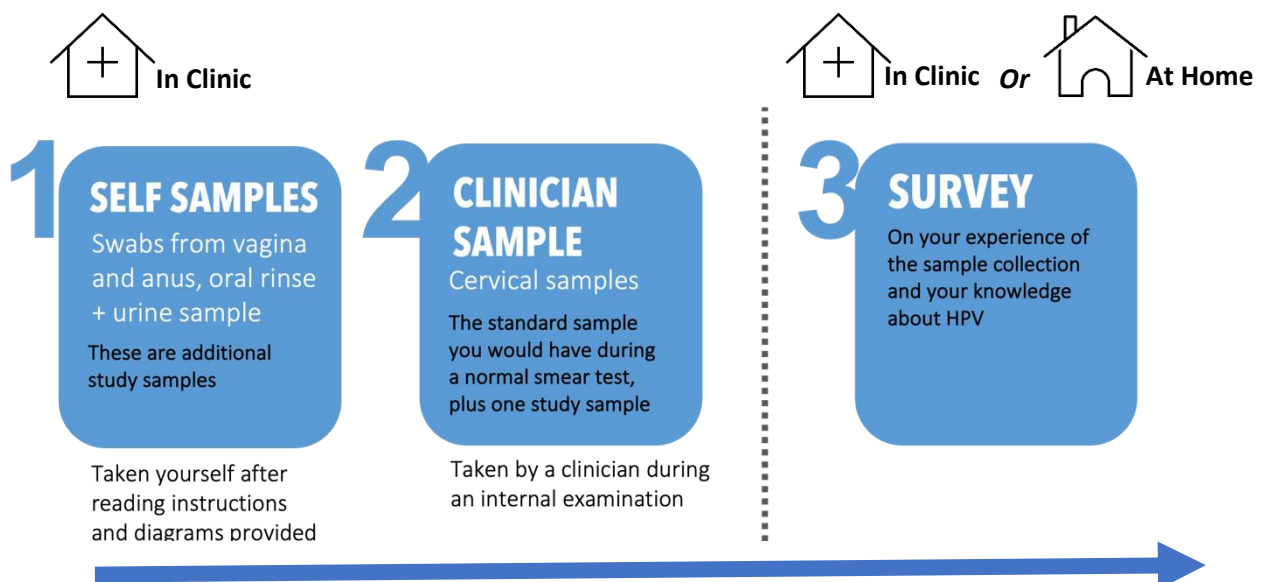 In Clinic
In Clinic Or At Home
1
SELF SAMPLES
Swabs from vagina
and anus, oral rinse
+ urine sample
These are additional
study samples
Taken yourself after
reading instructions
and diagrams provided
2
CLINICIAN
SAMPLE
Cervical samples
The standard sample
you would have during
a normal smear test,
plus one study sample
Taken by a clinician during
an internal examination
3
SURVEY
On your experience of
the sample collection
and your knowledge
about HPV